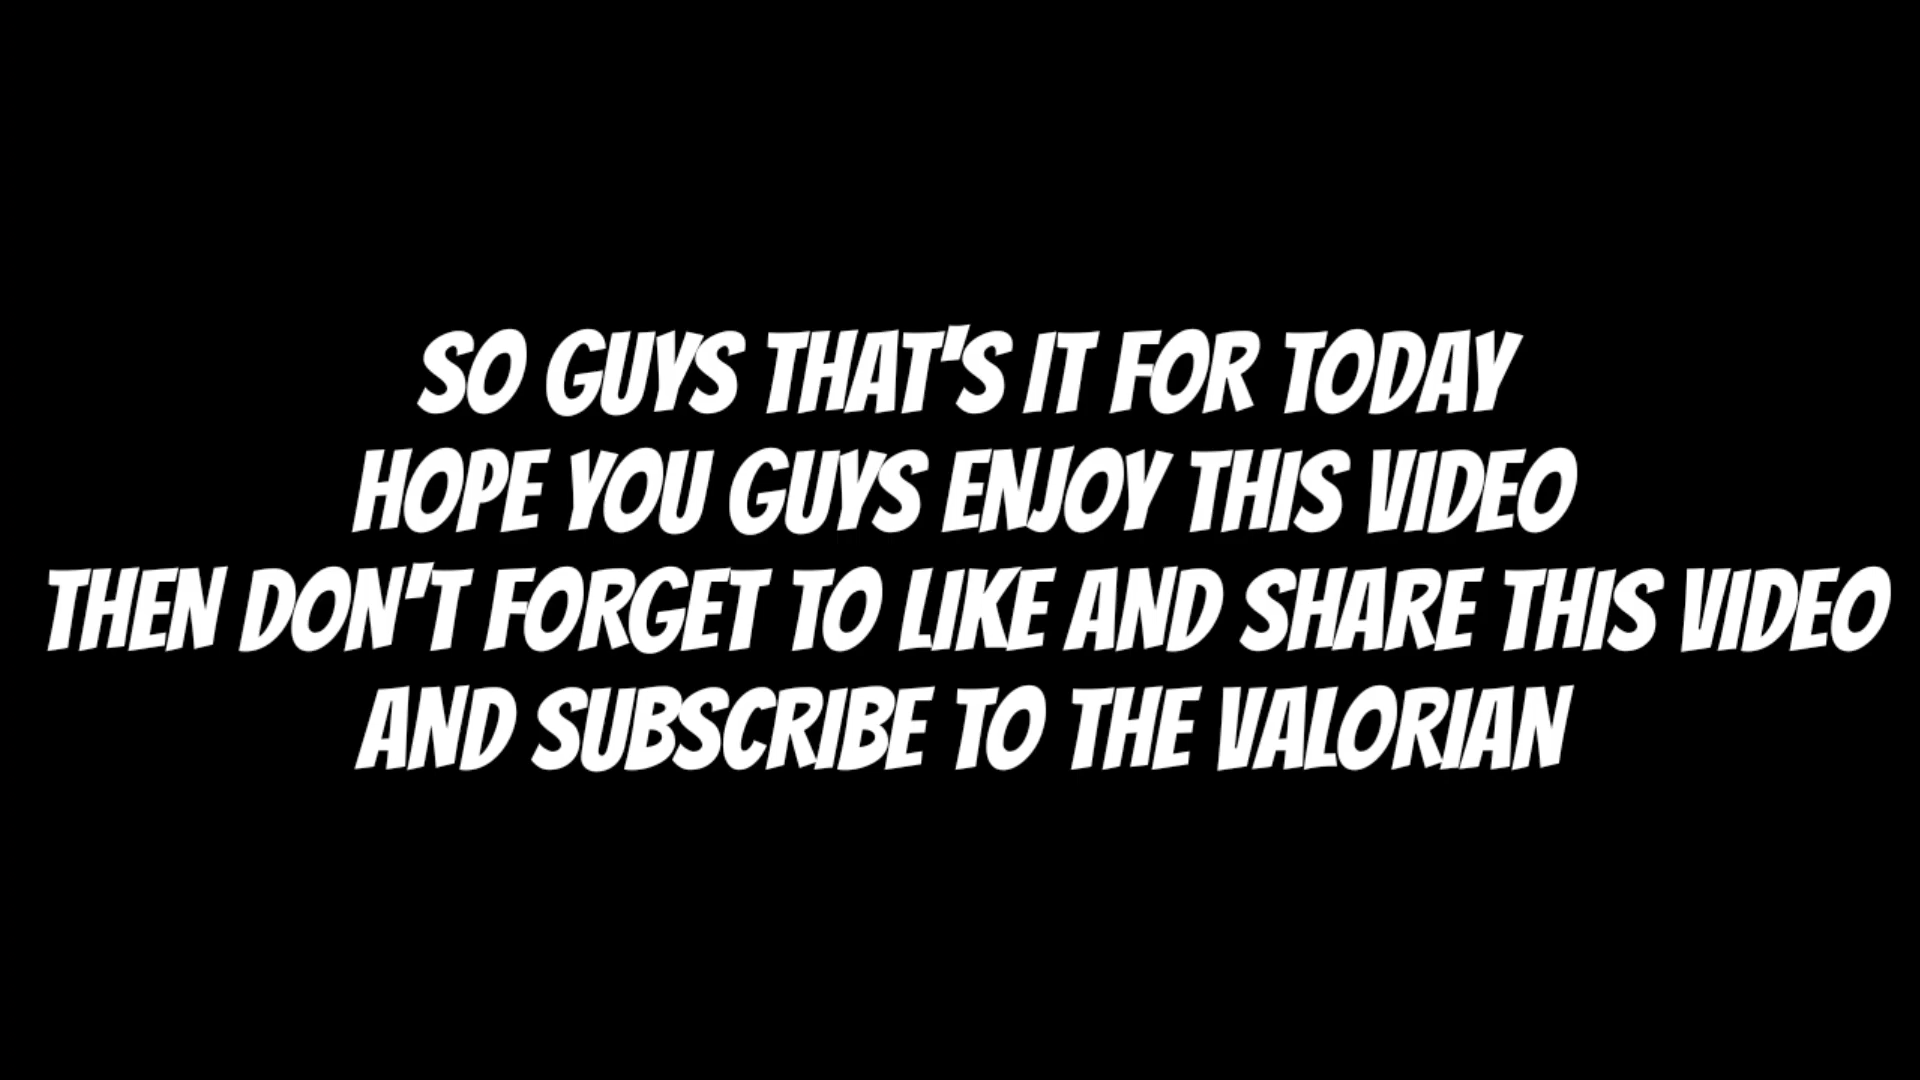 SO GUYS THAT'S IT FOR TODAY
HOPE YOU GUYS ENJOY THIS VIDEO
THEN DON'T FORGET TO LIKE AND SHARE THIS VIDEO
AND SUBSCRIBE TO THE VALORIAN